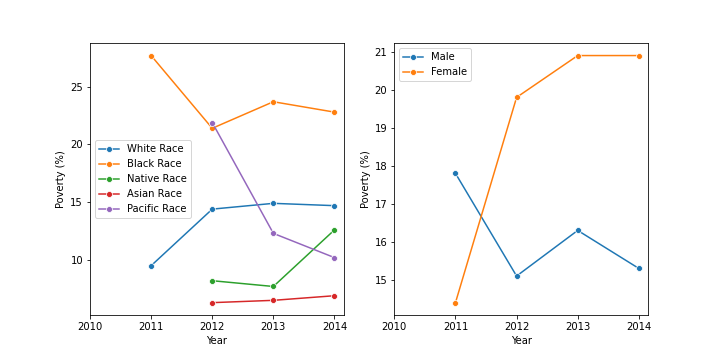 25
20
15
10
Poverty (%)
White Race
Black Race
Native Race
Asian Race
Pacific Race
2010 2011 2012 2013 2014
Year
21
20
19
18
17
16
15
Poverty (%)
Male
Female
2010 2011 2012 2013 2014
Year